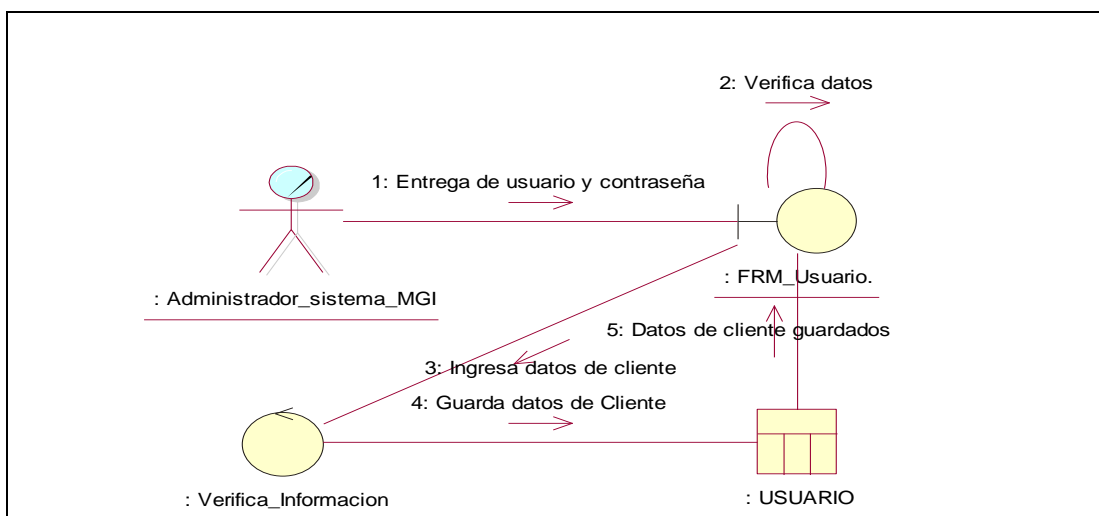 2: Verifica datos
1: Entrega de usuario y contraseña
: FRM_Usuario.
: Administrador_sistema_MGI
5: Datos de cliente guardados
3: Ingresa datos de cliente
4: Guarda datos de Cliente
: Verifica_Informacion
: USUARIO